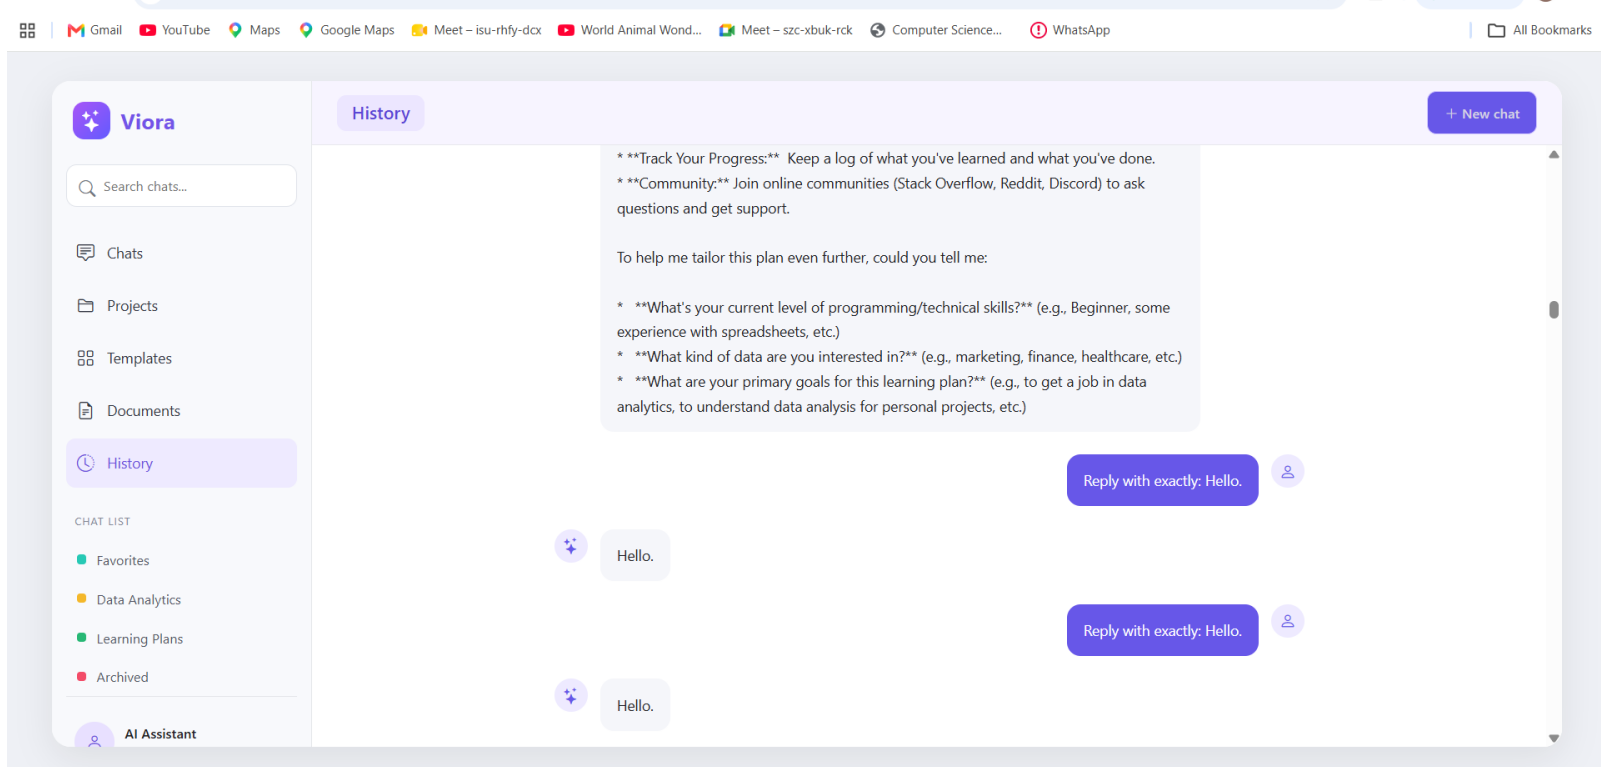 Gmail
YouTube
Maps
Google Maps
Meet – isu-rhfy-dcx
World Animal Wond...
Meet – szc-xbuk-rck
Computer Science...
WhatsApp
All Bookmarks
Viora
Search chats...
Chats
Projects
Templates
Documents
History
CHAT LIST
Favorites
Data Analytics
Learning Plans
Archived
AI Assistant
History
+ New chat
* **Track Your Progress:**  Keep a log of what you've learned and what you've done.
* **Community:** Join online communities (Stack Overflow, Reddit, Discord) to ask
questions and get support.
To help me tailor this plan even further, could you tell me:
*   **What's your current level of programming/technical skills?** (e.g., Beginner, some
experience with spreadsheets, etc.)
*   **What kind of data are you interested in?** (e.g., marketing, finance, healthcare, etc.)
*   **What are your primary goals for this learning plan?** (e.g., to get a job in data
analytics, to understand data analysis for personal projects, etc.)
Reply with exactly: Hello.
Hello.
Reply with exactly: Hello.
Hello.